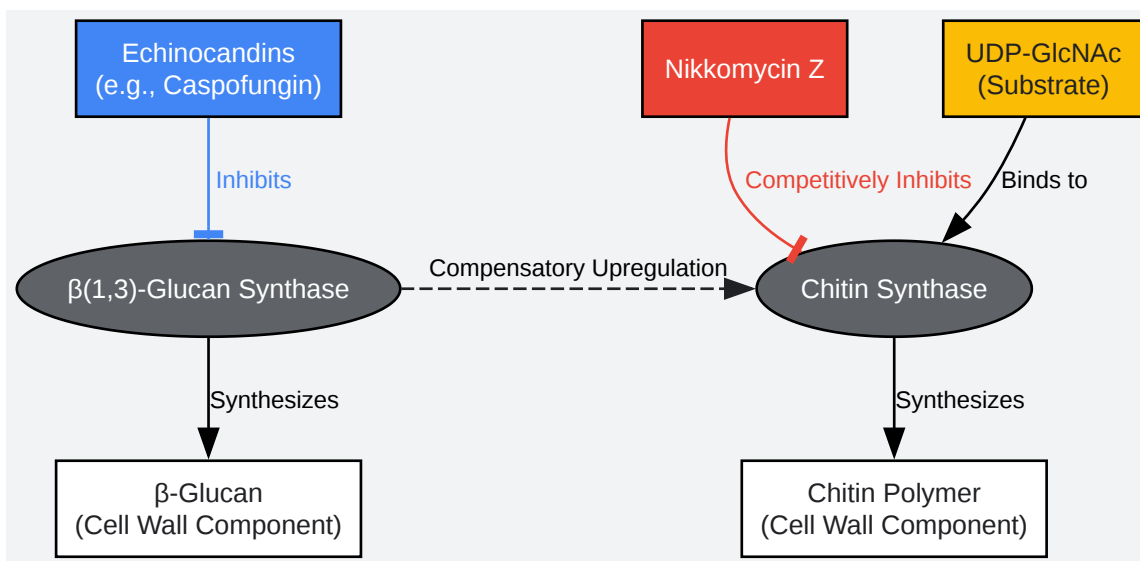 Echinocandins
(e.g., Caspofungin)
Nikkomycin Z
UDP-GlcNAc
(Substrate)
Inhibits
Competitively Inhibits
Binds to
β(1,3)-Glucan Synthase
Compensatory Upregulation
Chitin Synthase
Synthesizes
Synthesizes
β-Glucan
(Cell Wall Component)
Chitin Polymer
(Cell Wall Component)